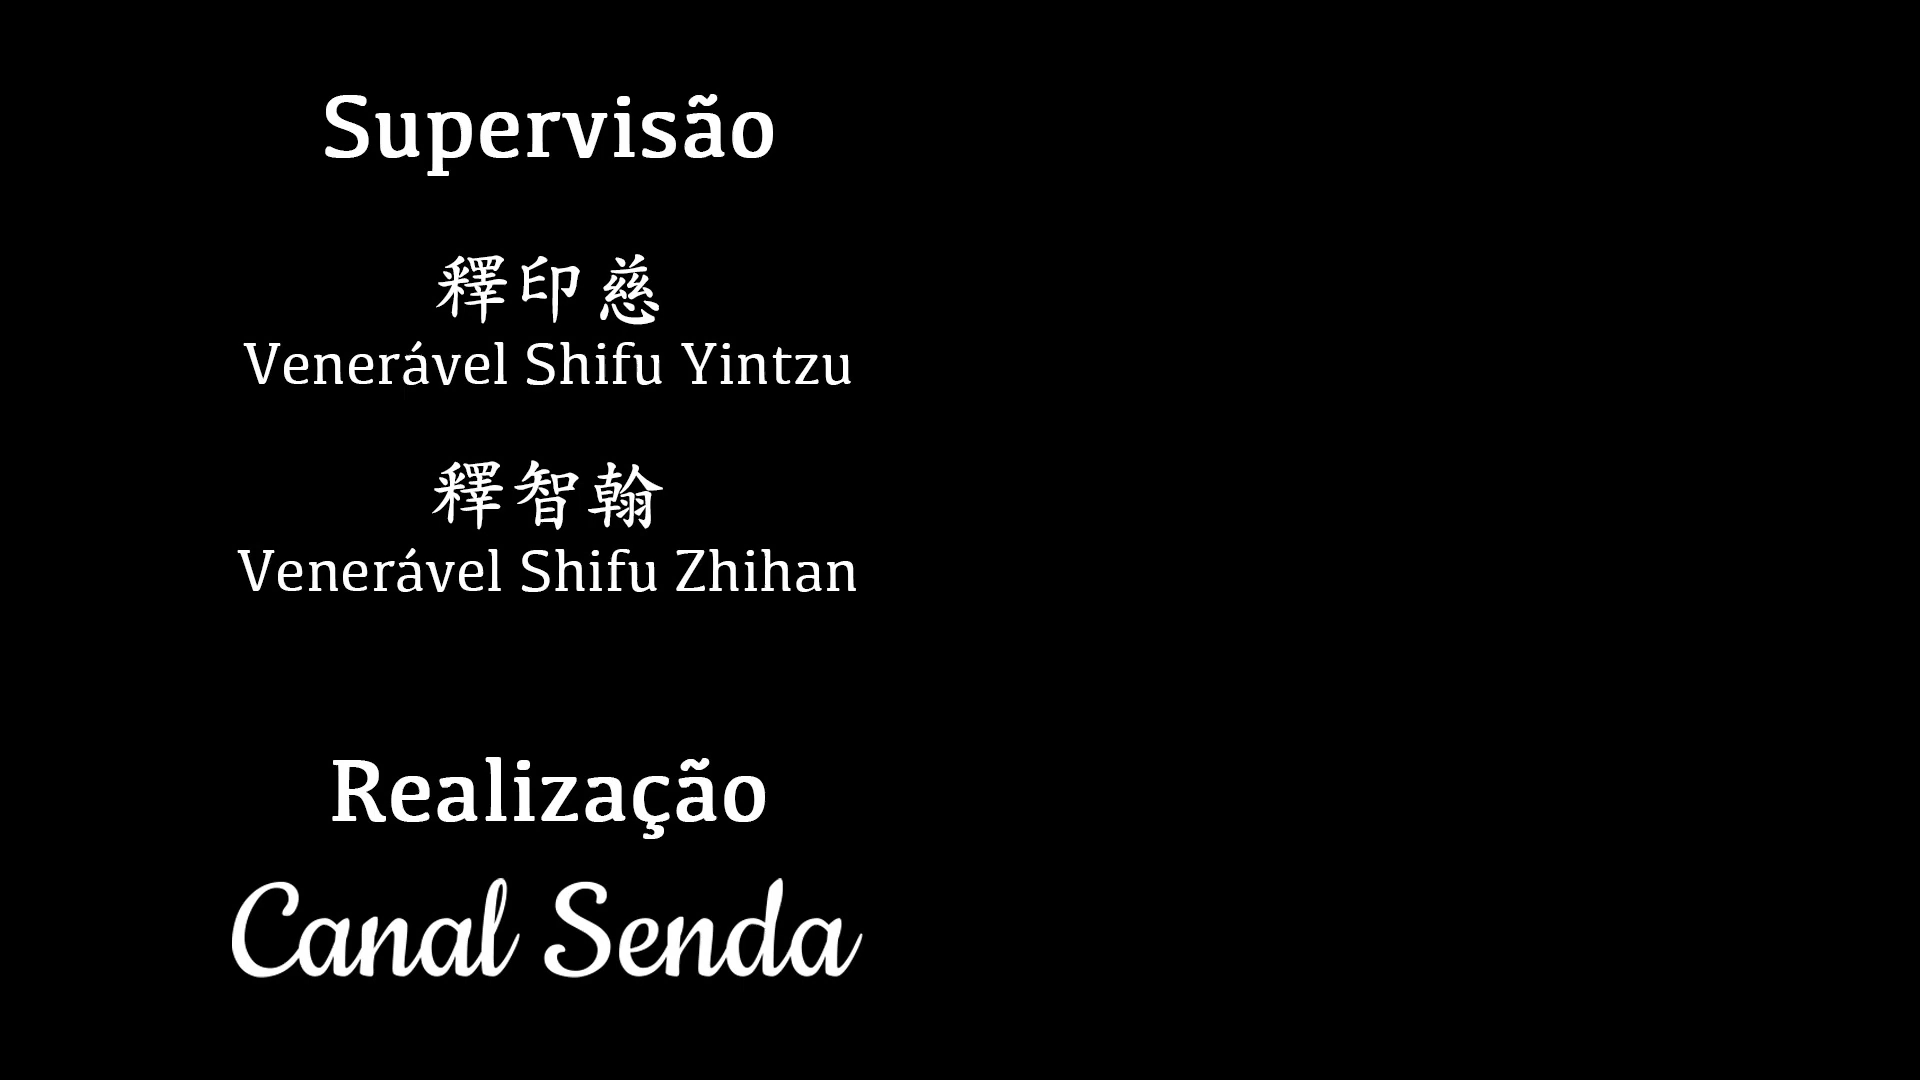 Supervisão
釋印慈
Venerável Shifu Yintzu
釋智翰
Venerável Shifu Zhihan
Realização
Canal Senda